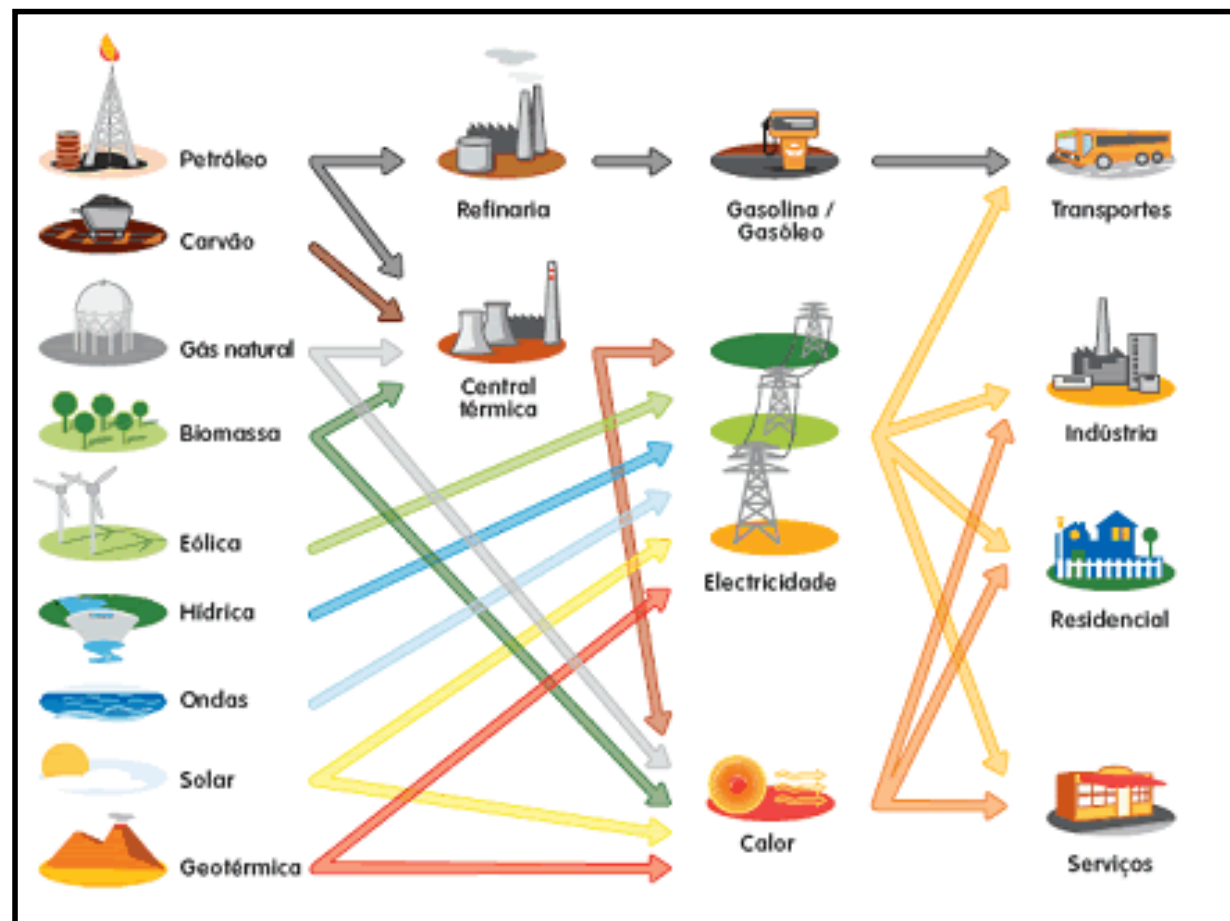 Petróleo
Carvão
Gás natural
Biomassa
Eólica
Hídrica
Ondas
Solar
Geotérmica
Refinaria
Central
térmica
Gasolina /
Gasóleo
Electricidade
Calor
Transportes
Indústria
Residencial
Serviços